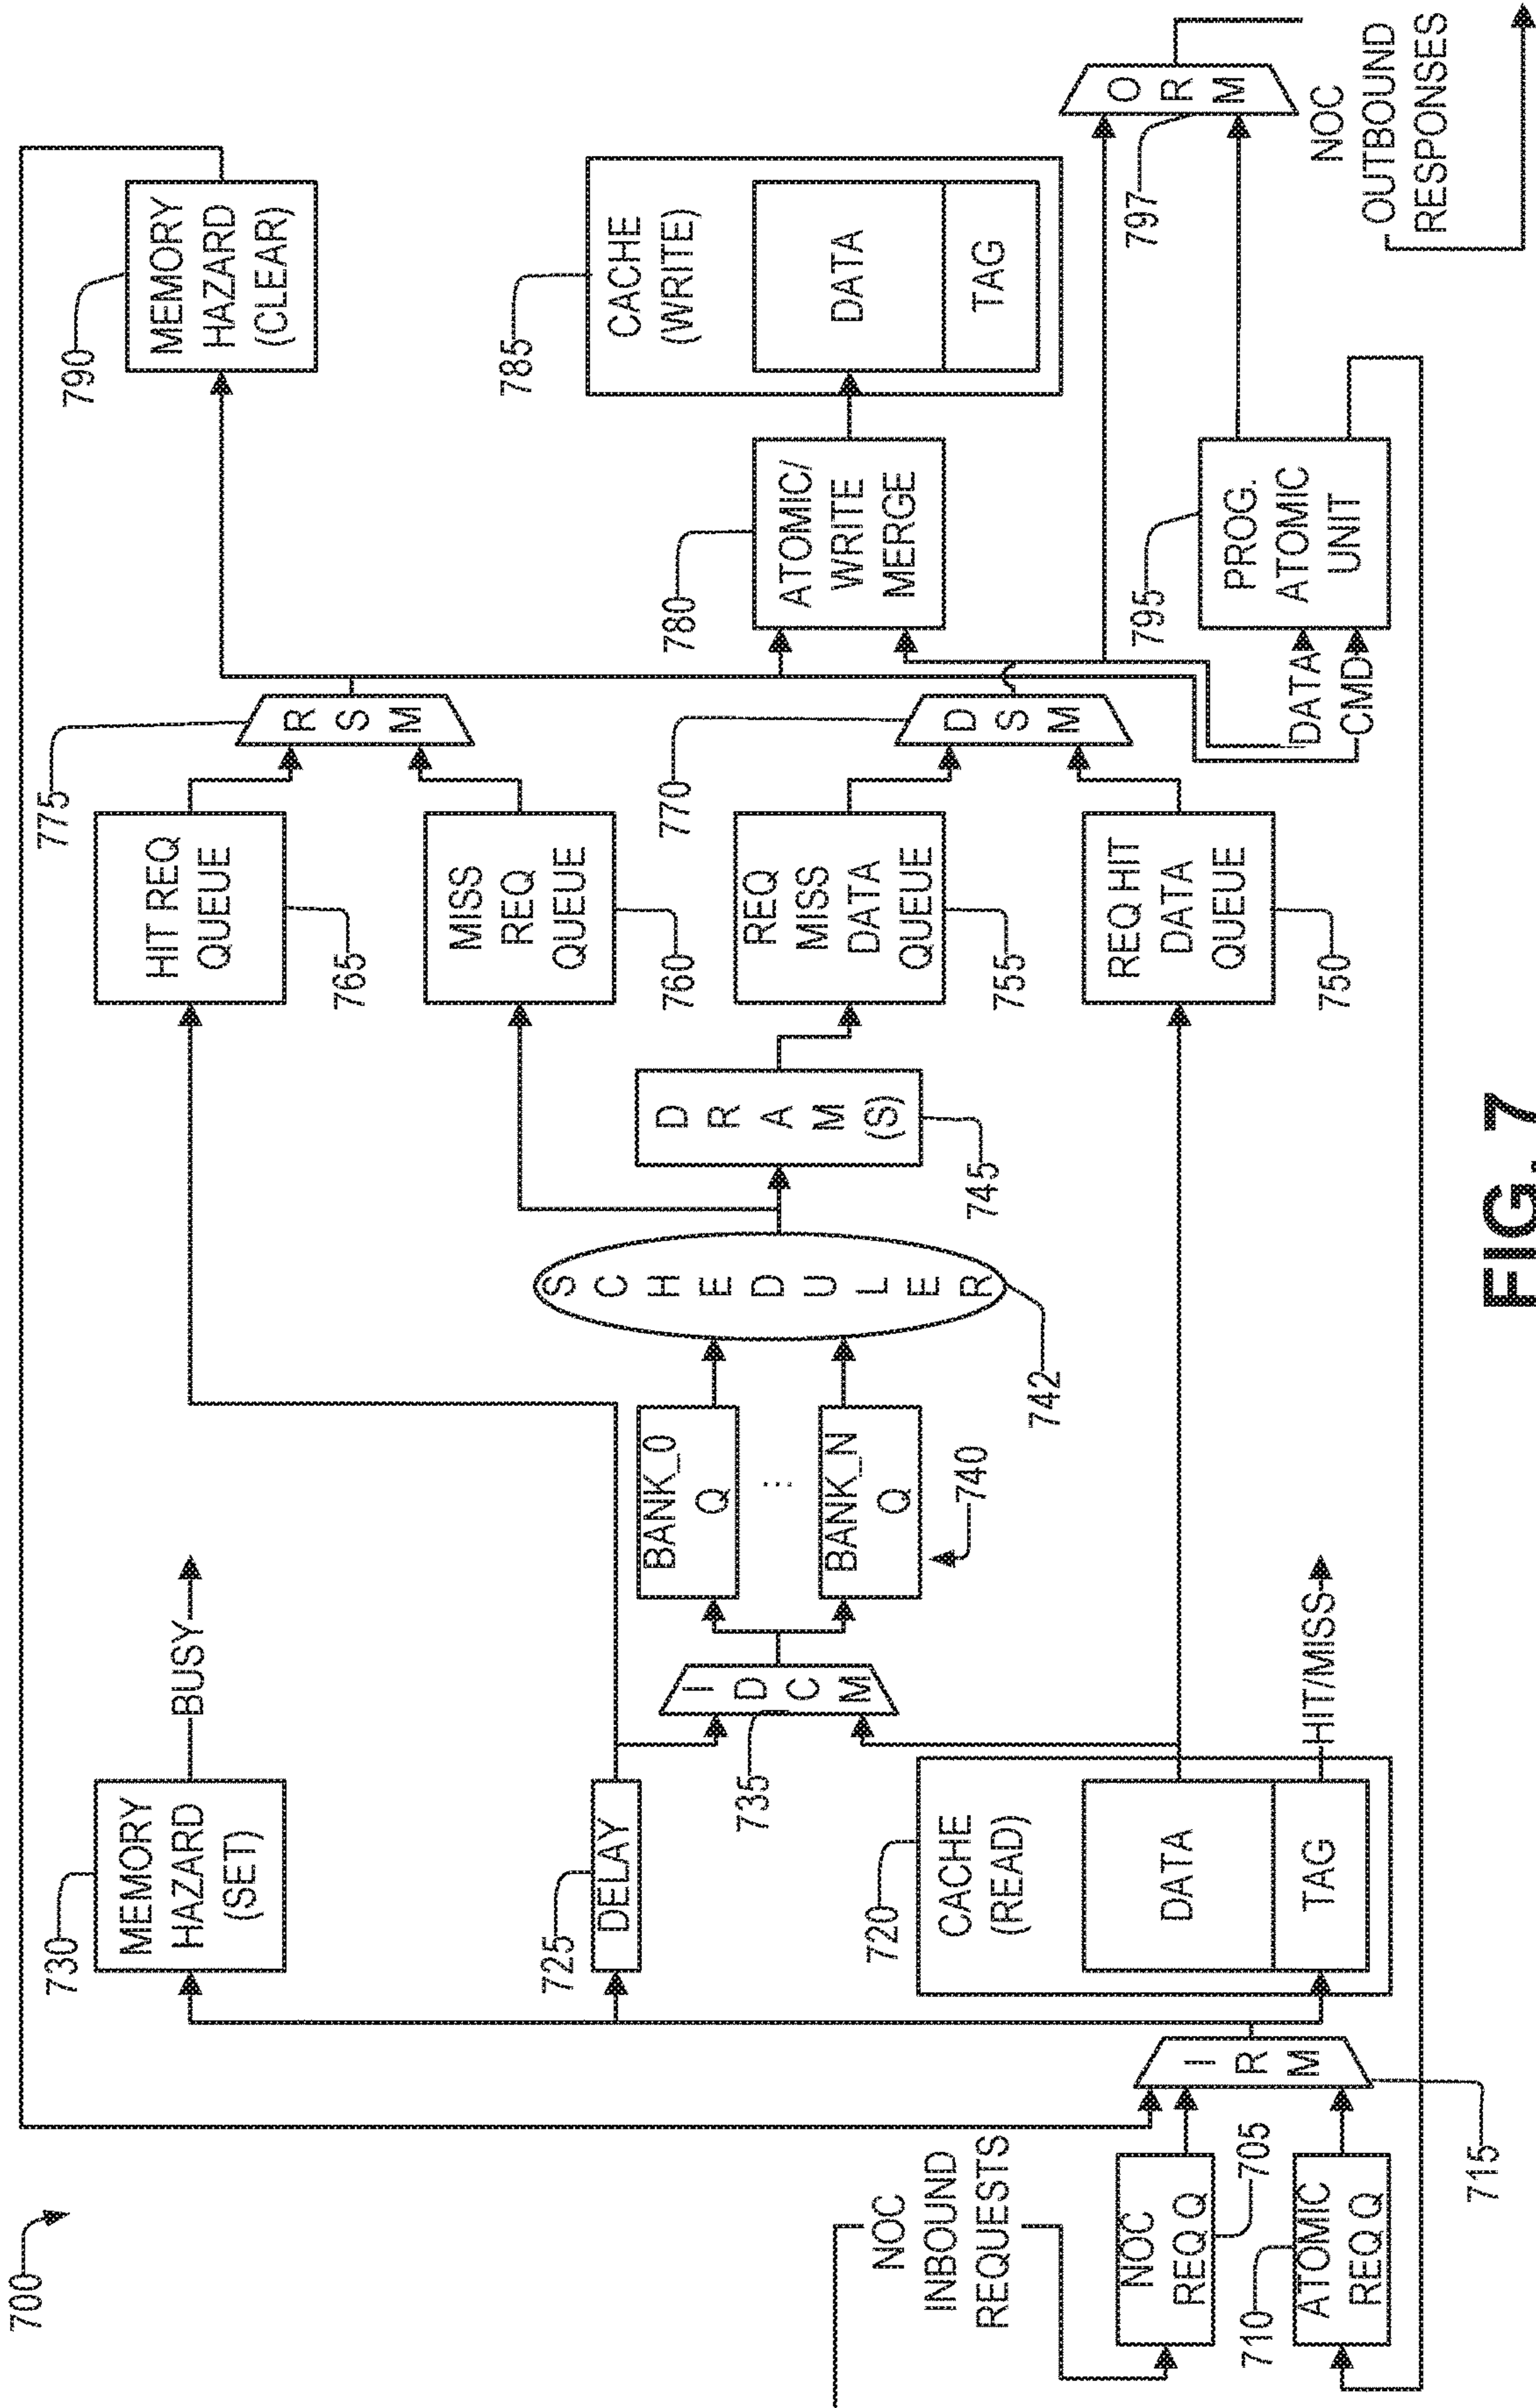 700
730
MEMORY
HAZARD
(SET)
BUSY
790
MEMORY
HAZARD
(CLEAR)
775
HIT REQ
QUEUE
765
R
S
M
725
DELAY
MISS
REQ
QUEUE
760
785
CACHE
(WRITE)
DATA
TAG
BANK_0
Q
:
BANK_N
Q
740
I
D
C
M
735
S
C
H
E
D
U
L
E
R
742
D
R
A
M
(S)
745
770
REQ
MISS
DATA
QUEUE
755
D
S
M
780
ATOMIC/
WRITE
MERGE
720
CACHE
(READ)
DATA
TAG
HIT/MISS
REQ HIT
DATA
QUEUE
750
NOC
INBOUND
REQUESTS
NOC
REQ Q
705
710
ATOMIC
REQ Q
I
R
M
715
DATA
CMD
795
PROG.
ATOMIC
UNIT
797
O
R
M
NOC
OUTBOUND
RESPONSES
FIG. 7